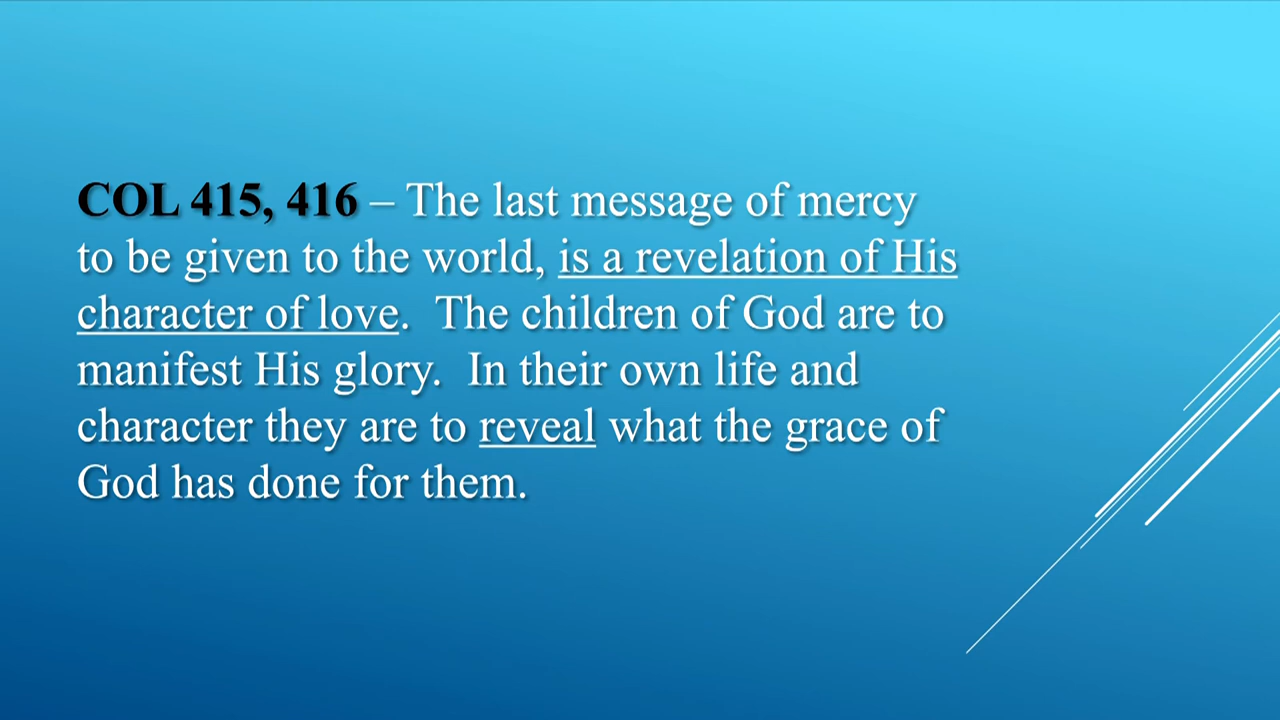 COL 415, 416 – The last message of mercy
to be given to the world, is a revelation of His
character of love.  The children of God are to
manifest His glory.  In their own life and
character they are to reveal what the grace of
God has done for them.